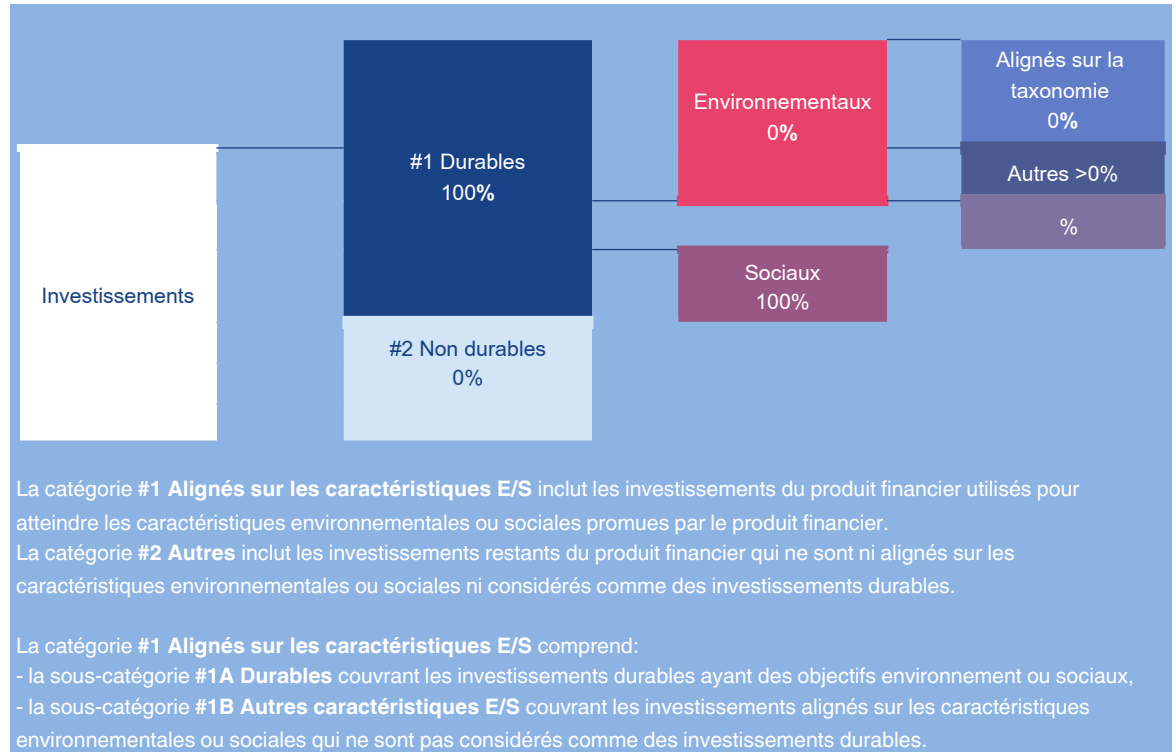 Investissements
#1 Durables
100%
#2 Non durables
0%
Environnementaux
0%
Sociaux
100%
Alignés sur la
taxonomie
0%
Autres >0%
%
La catégorie #1 Alignés sur les caractéristiques E/S inclut les investissements du produit financier utilisés pour
atteindre les caractéristiques environnementales ou sociales promues par le produit financier.
La catégorie #2 Autres inclut les investissements restants du produit financier qui ne sont ni alignés sur les
caractéristiques environnementales ou sociales ni considérés comme des investissements durables.
La catégorie #1 Alignés sur les caractéristiques E/S comprend:
- la sous-catégorie #1A Durables couvrant les investissements durables ayant des objectifs environnement ou sociaux,
- la sous-catégorie #1B Autres caractéristiques E/S couvrant les investissements alignés sur les caractéristiques
environnementales ou sociales qui ne sont pas considérés comme des investissements durables.